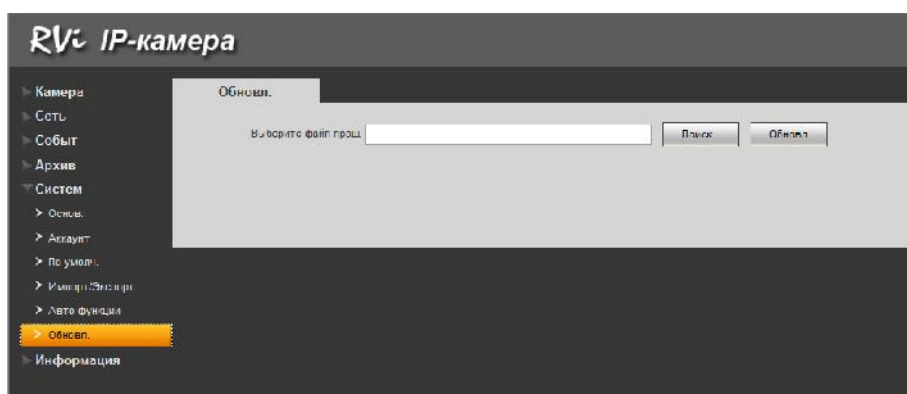 RVi IP-камера
Камера
Сеть
Событ
Архив
Систем
Основ.
Аккаунт
По умолч.
Импорт/Экспорт
Авто функции
Обновл.
Информация
Обновл.
Выберите файл прош.
Поиск
Обновл